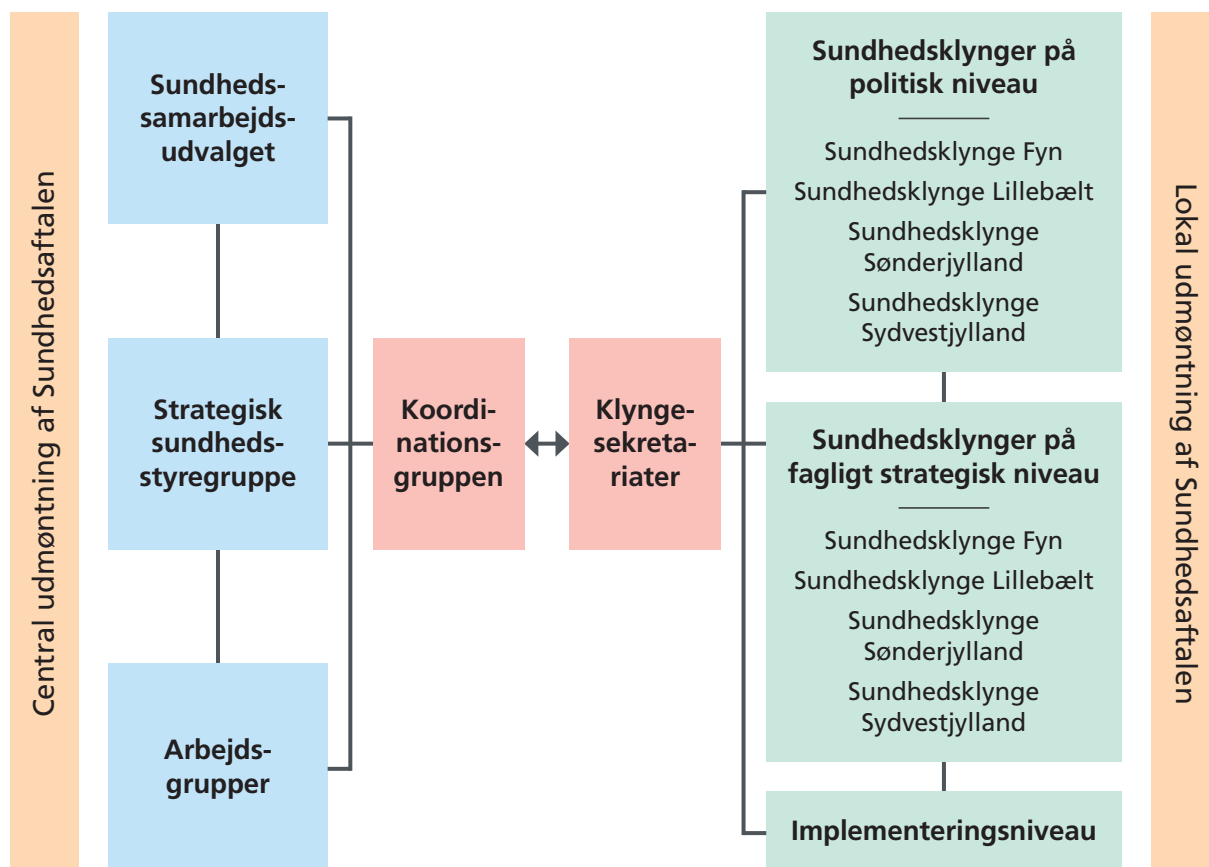 Central udmøntning af Sundhedsaftalen
Sundheds-
samarbejds-
udvalget
Strategisk
sundheds-
styregruppe
Arbejds-
grupper
Koordi-
nations-
gruppen
Klynge-
sekreta-
riater
Sundhedsklynger på
politisk niveau
Sundhedsklynge Fyn
Sundhedsklynge Lillebælt
Sundhedsklynge
Sønderjylland
Sundhedsklynge
Sydvestjylland
Sundhedsklynger på
fagligt strategisk niveau
Sundhedsklynge Fyn
Sundhedsklynge Lillebælt
Sundhedsklynge
Sønderjylland
Sundhedsklynge
Sydvestjylland
Implementeringsniveau
Lokal udmøntning af Sundhedsaftalen